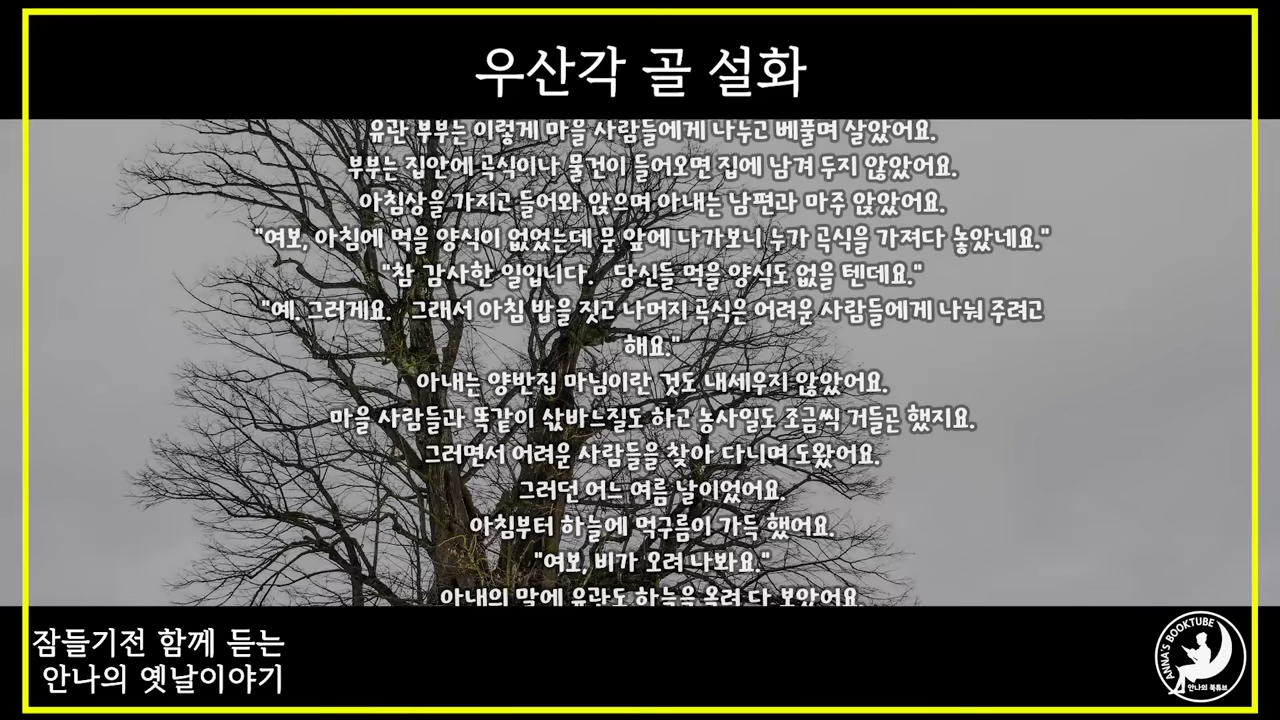 우산각 골 설화
유관 부부는 이렇게 마을 사람들에게 나누고 베풀며 살았어요.
부부는 집안에 곡식이나 물건이 들어오면 집에 남겨 두지 않았어요.
아침상을 가지고 들어와 앉으며 아내는 남편과 마주 앉았어요.
"여보, 아침에 먹을 양식이 없었는데 문 앞에 나가보니 누가 곡식을 가져다 놓았네요."
"참 감사한 일입니다. 당신들 먹을 양식도 없을 텐데요."
"예, 그러게요. 그래서 아침 밥을 짓고 나머지 곡식은 어려운 사람들에게 나눠 주려고
해요."
아내는 양반집 마님이란 것도 내세우지 않았어요.
마을 사람들과 똑같이 삯바느질도 하고 농사일도 조금씩 거들곤 했지요.
그러면서 어려운 사람들을 찾아 다니며 도왔어요.
그러던 어느 여름 날이었어요.
아침부터 하늘에 먹구름이 가득 했어요.
"여보, 비가 오려 나봐요."
아내의 말에 유관도 하늘을 올려 다 보았어요.
잠들기전 함께 듣는
안나의 옛날이야기
ANNA'S BOOKTUBE
안나의 북튜브